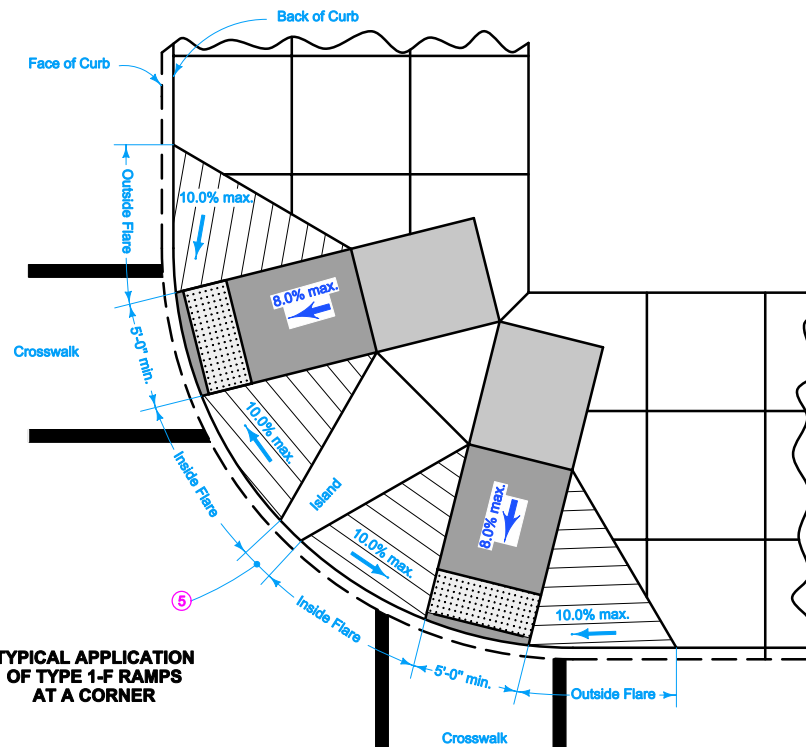 Back of Curb
Face of Curb
10.0% max.
Outside Flare
8.0% max.
Crosswalk
5'-0" min.
10.0% max.
Inside Flare
Island
8.0% max.
10.0% max.
10.0% max.
5
Inside Flare
5'-0" min.
Outside Flare
Crosswalk
TYPICAL APPLICATION
OF TYPE 1-F RAMPS
AT A CORNER